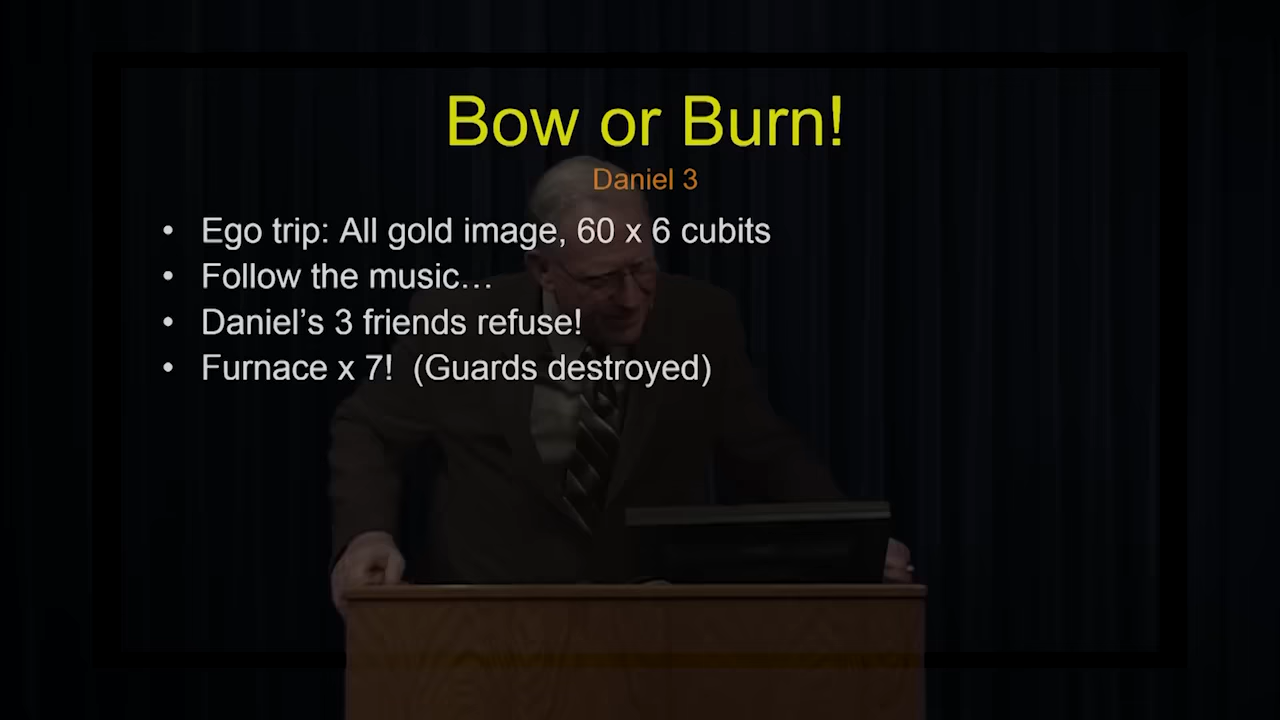 Bow or Burn!
Daniel 3
• Ego trip: All gold image, 60 x 6 cubits
• Follow the music…
• Daniel’s 3 friends refuse!
• Furnace x 7!  (Guards destroyed)